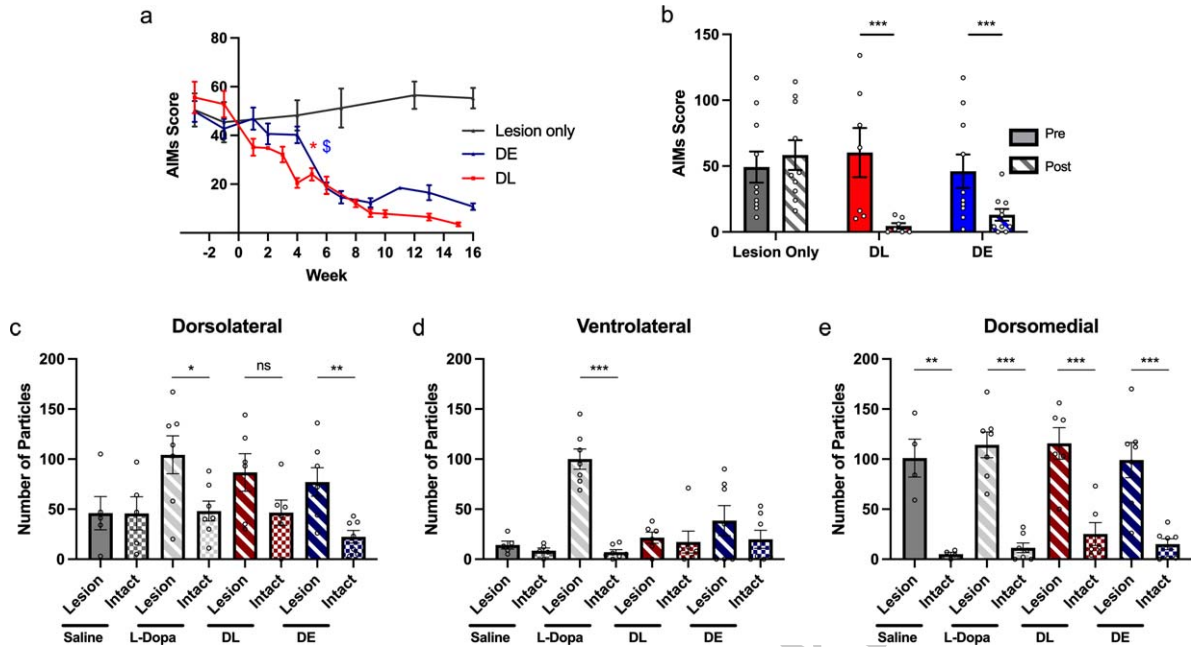 a
AIMs Score
80
60
40
20
-2 0 2 4 6 8 10 12 14 16
Week
* $
Lesion only
DE
DL
b
AIMs Score
150
100
50
0
*** ***
Lesion Only DL DE
Pre
Post
c
Dorsolateral
Number of Particles
200
150
100
50
0
* ns **
Lesion Intact Lesion Intact Lesion Intact Lesion Intact
Saline L-Dopa DL DE
d
Ventrolateral
Number of Particles
200
150
100
50
0
***
Lesion Intact Lesion Intact Lesion Intact Lesion Intact
Saline L-Dopa DL DE
e
Dorsomedial
Number of Particles
200
150
100
50
0
** *** *** ***
Lesion Intact Lesion Intact Lesion Intact Lesion Intact
Saline L-Dopa DL DE